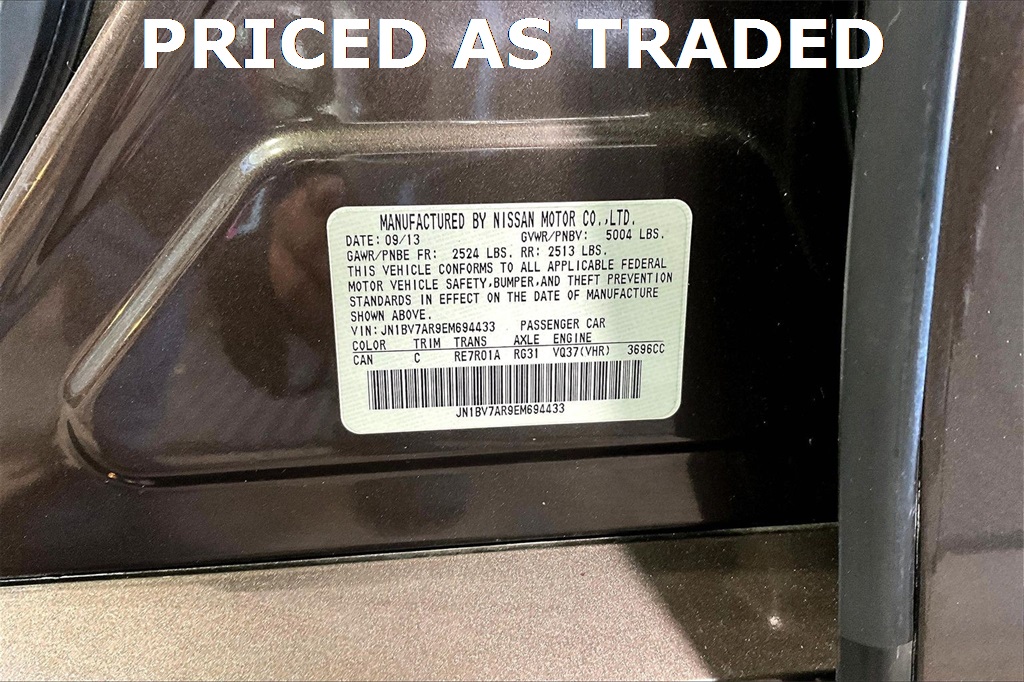 PRICED AS TRADED
MANUFACTURED BY NISSAN MOTOR CO.,LTD.
DATE: 09/13 GVWR/PNBV: 5004 LBS.
GAWR/PNBE FR: 2524 LBS. RR: 2513 LBS.
THIS VEHICLE CONFORMS TO ALL APPLICABLE FEDERAL
MOTOR VEHICLE SAFETY,BUMPER,AND THEFT PREVENTION
STANDARDS IN EFFECT ON THE DATE OF MANUFACTURE
SHOWN ABOVE.
VIN:JN1BV7AR9EM694433 PASSENGER CAR
COLOR TRIM TRANS AXLE ENGINE
CAN C RE7R01A RG31 VQ37(VHR) 3696CC
JN1BV7AR9EM694433